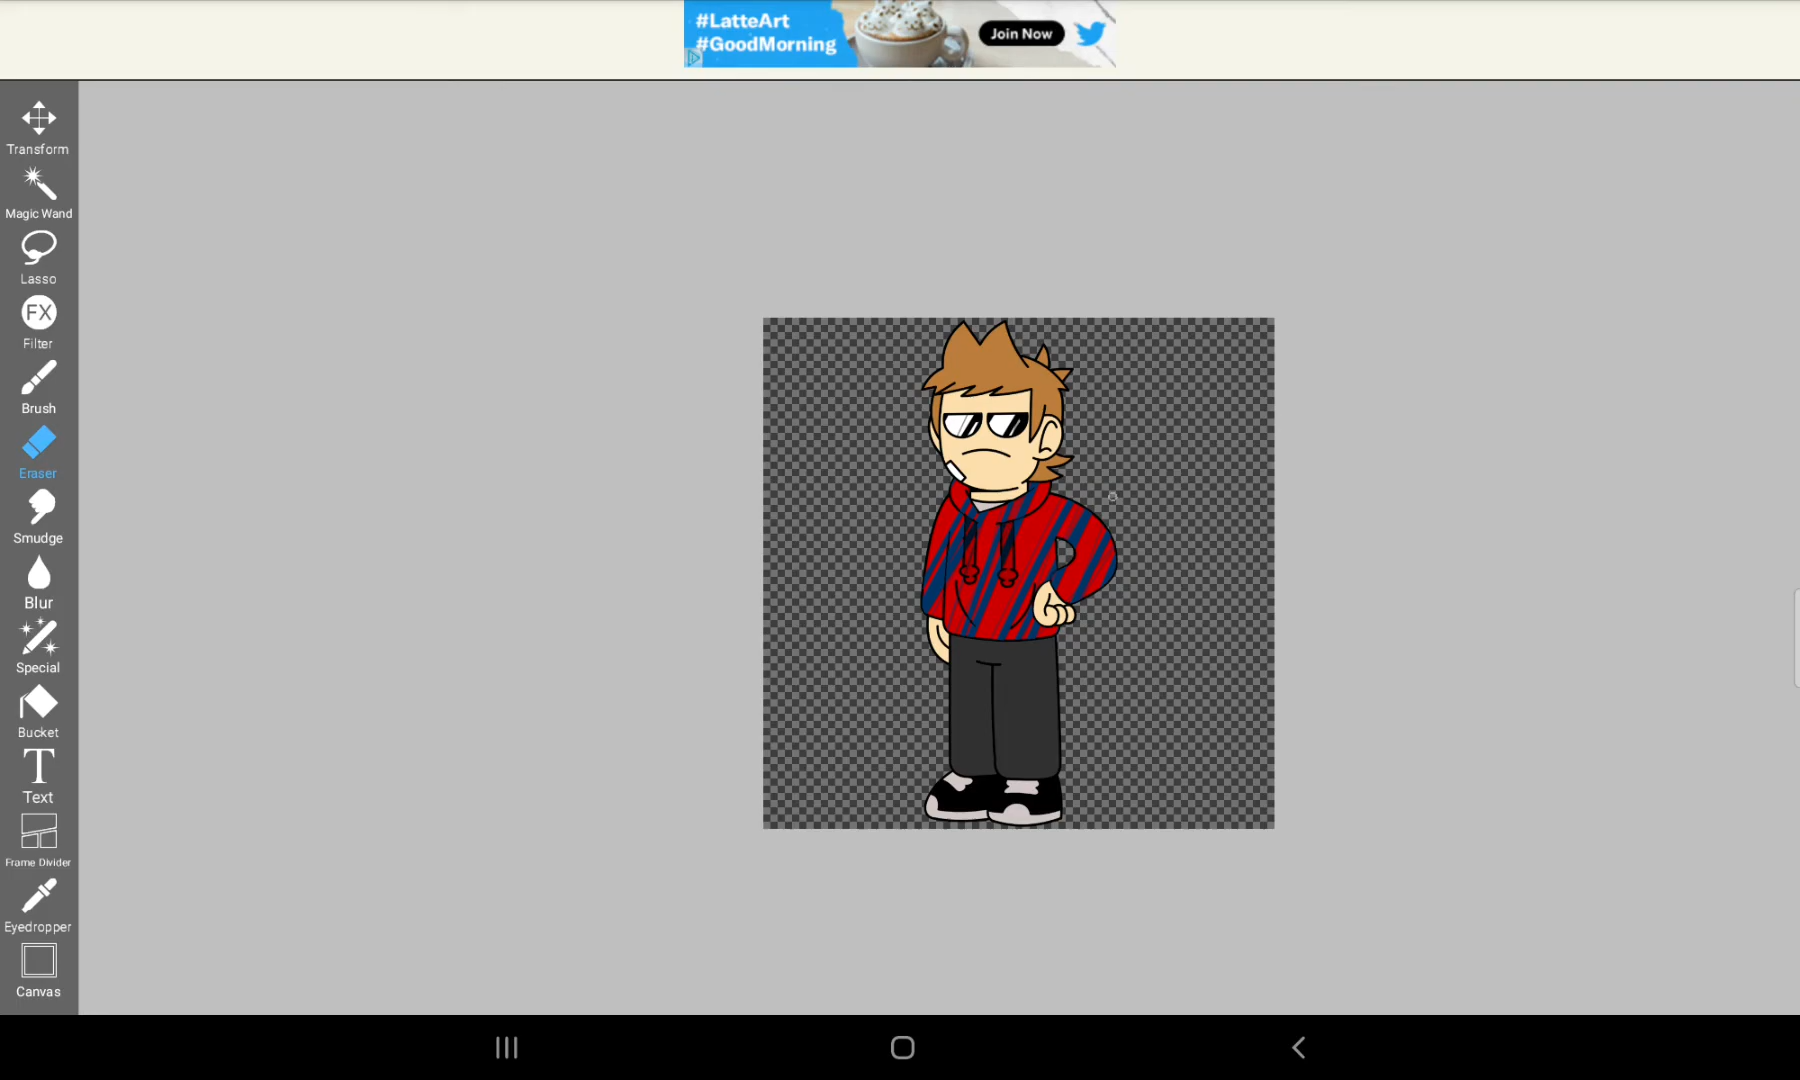 #LatteArt
#GoodMorning
Join Now
Transform
Magic Wand
Lasso
FX
Filter
Brush
Eraser
Smudge
Blur
Special
Bucket
T
Text
Frame Divider
Eyedropper
Canvas